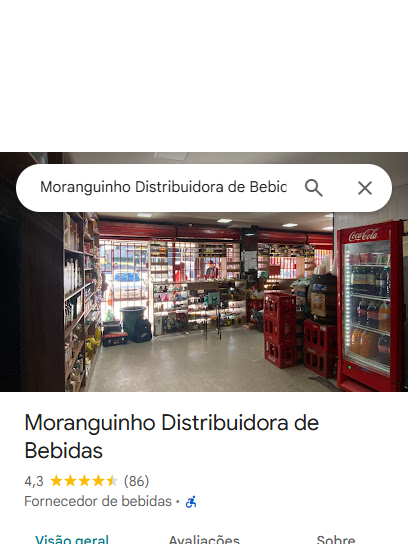 Moranguinho Distribuidora de Bebid
Coca-Cola
Moranguinho Distribuidora de
Bebidas
4,3 (86)
Fornecedor de bebidas ·
Visão geral Avaliações Sobre